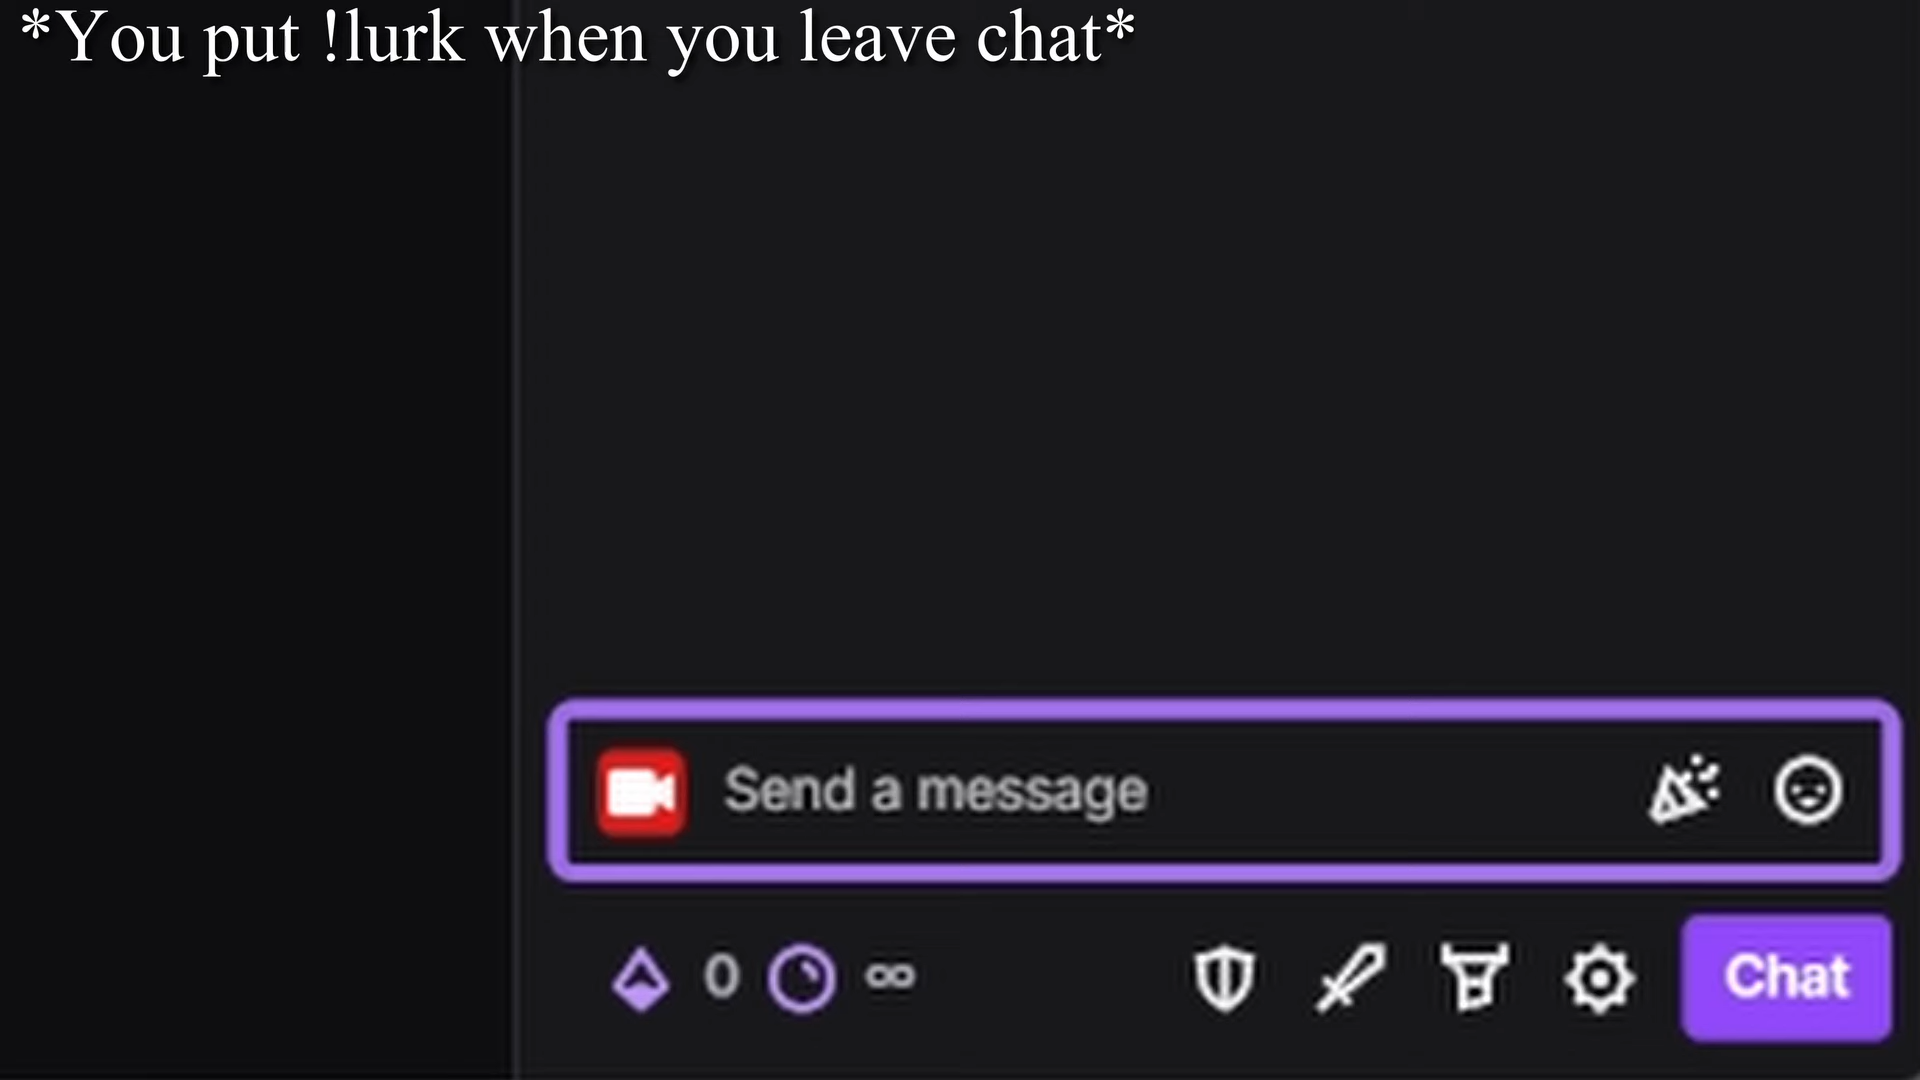 *You put !lurk when you leave chat*
Send a message
0 ∞
Chat